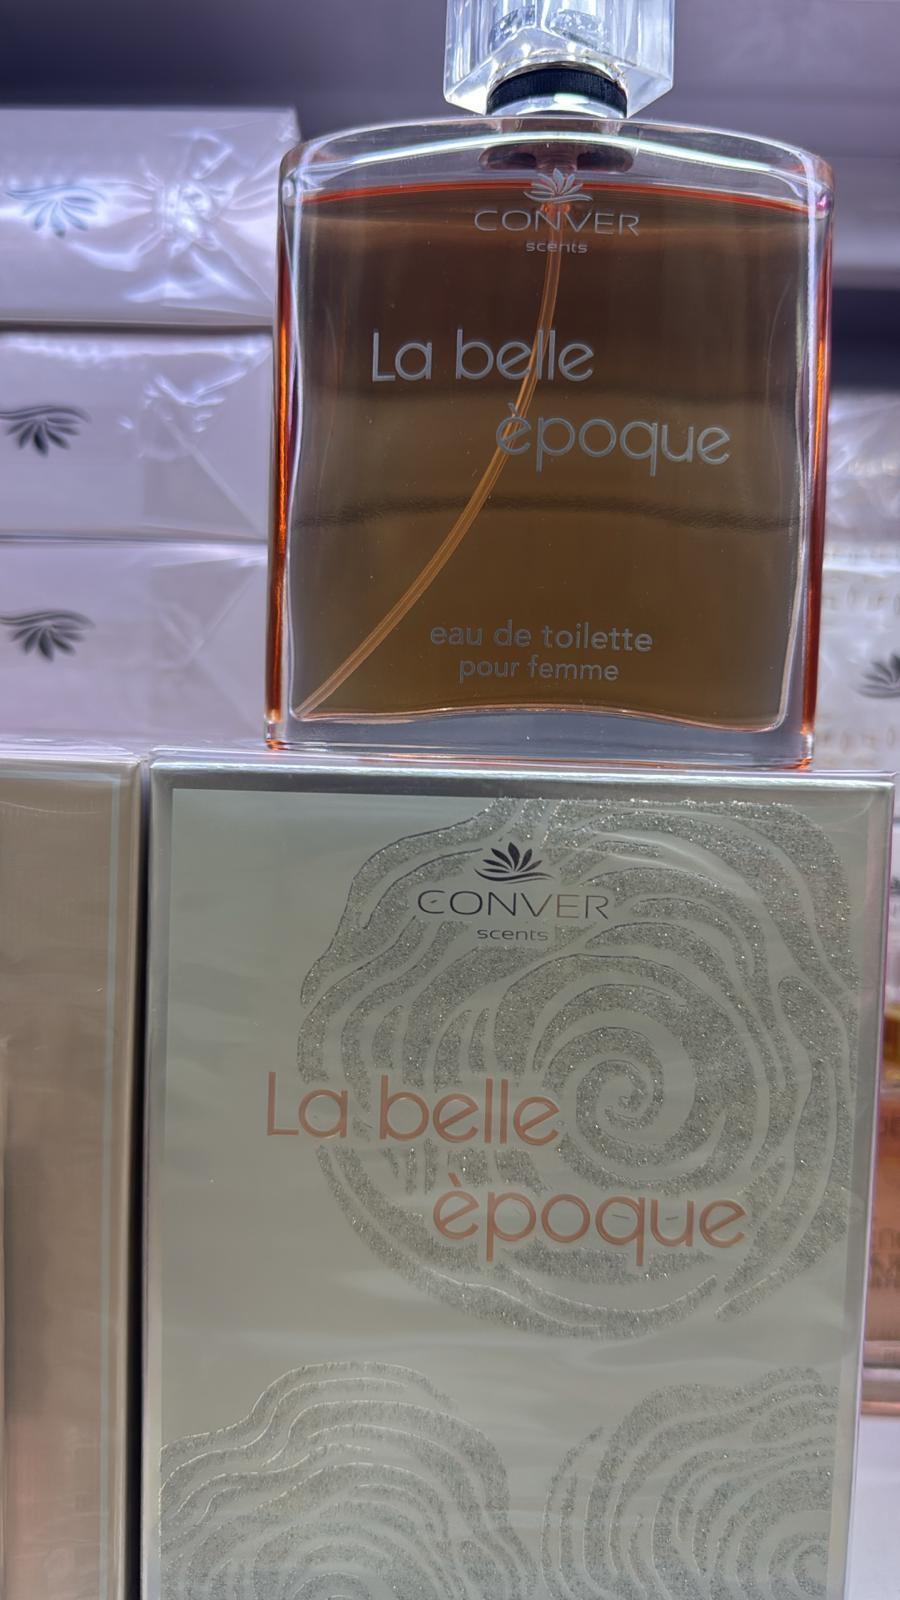 CONVER
scents
La belle
èpoque
eau de toilette
pour femme
CONVER
scents
La belle
èpoque